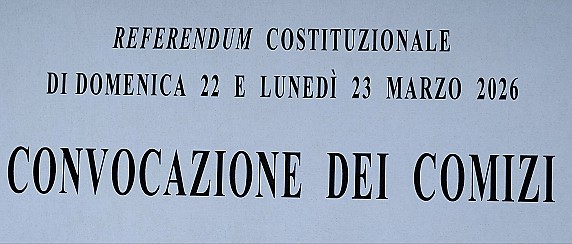 REFERENDUM COSTITUZIONALE
DI DOMENICA 22 E LUNEDÌ 23 MARZO 2026
CONVOCAZIONE DEI COMIZI